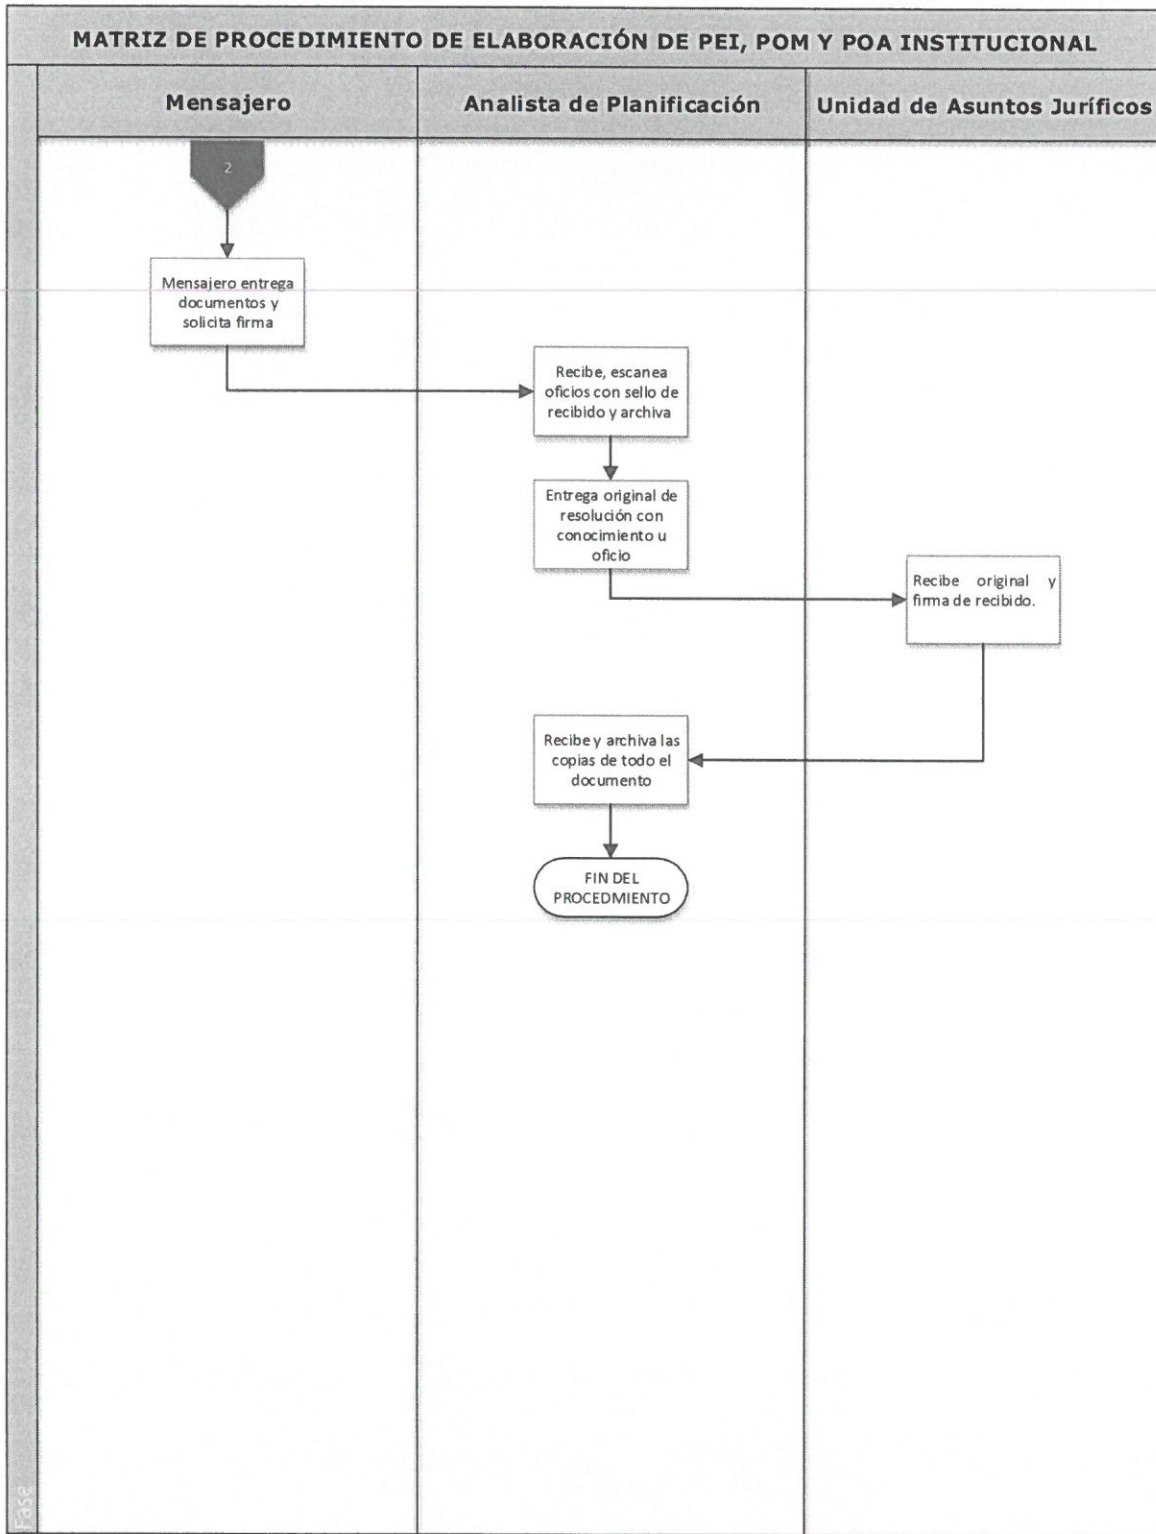 MATRIZ DE PROCEDIMIENTO DE ELABORACIÓN DE PEI, POM Y POA INSTITUCIONAL
Mensajero
Analista de Planificación
Unidad de Asuntos Juríficos
2
Mensajero entrega
documentos y
solicita firma
Recibe, escanea
oficios con sello de
recibido y archiva
Entrega original de
resolución con
conocimiento u
oficio
Recibe original y
firma de recibido.
Recibe y archiva las
copias de todo el
documento
FIN DEL
PROCEDMIENTO
Fase